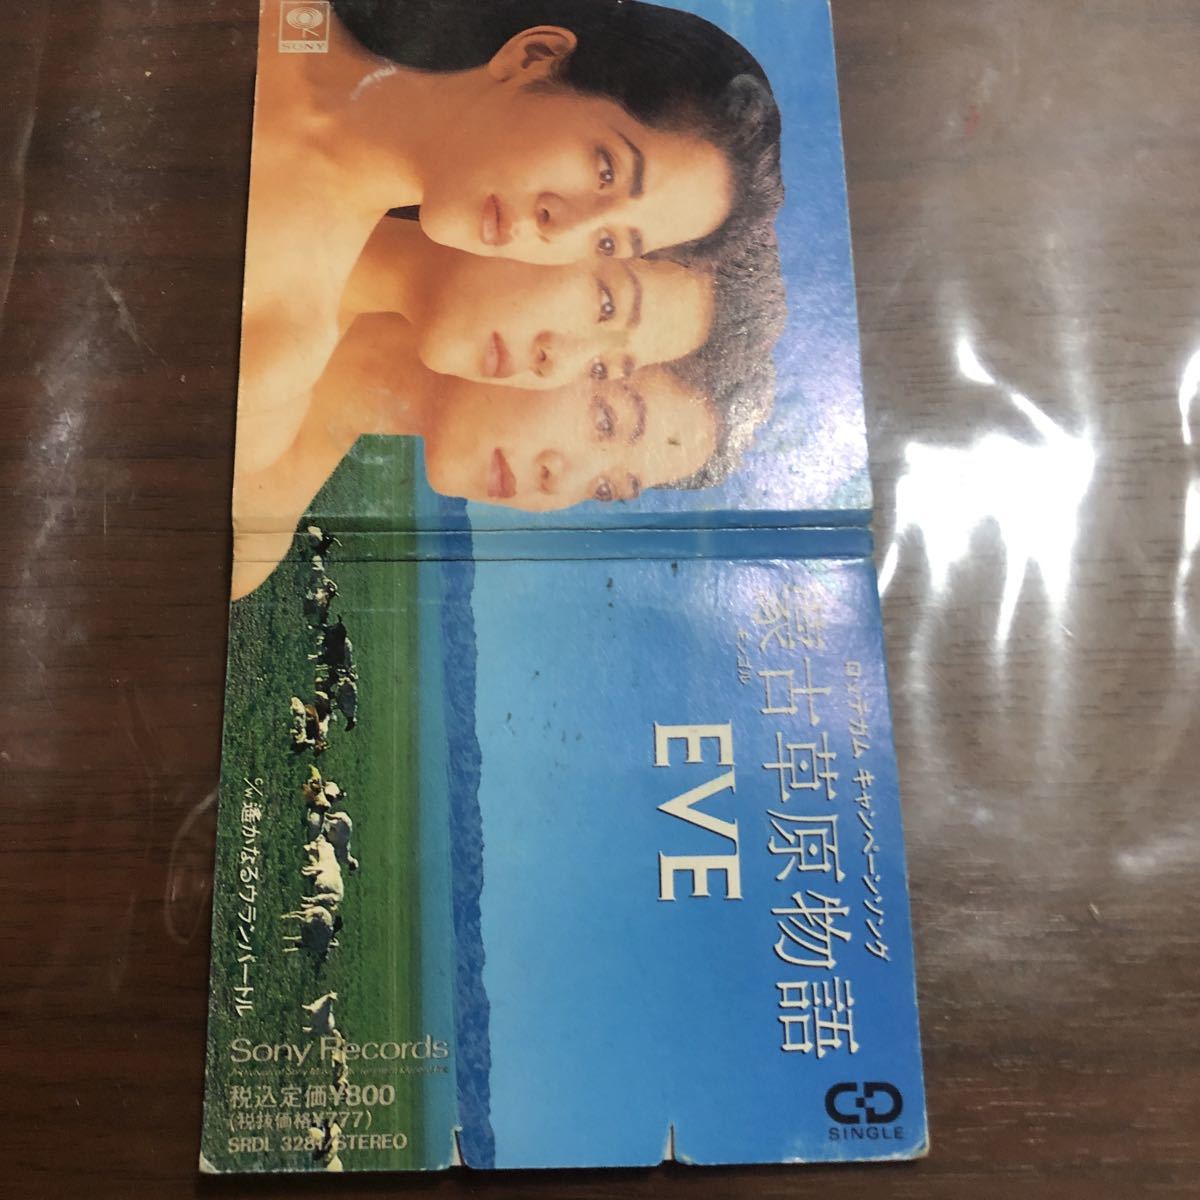 SONY
ロッテガム キャンペーンソング
蒙古草原物語
モンゴル
EVE
C/W遙かなるウランバートル
Sony Records
税込定価¥800
(税抜価格¥777)
SRDL 3281/STEREO
CD
SINGLE